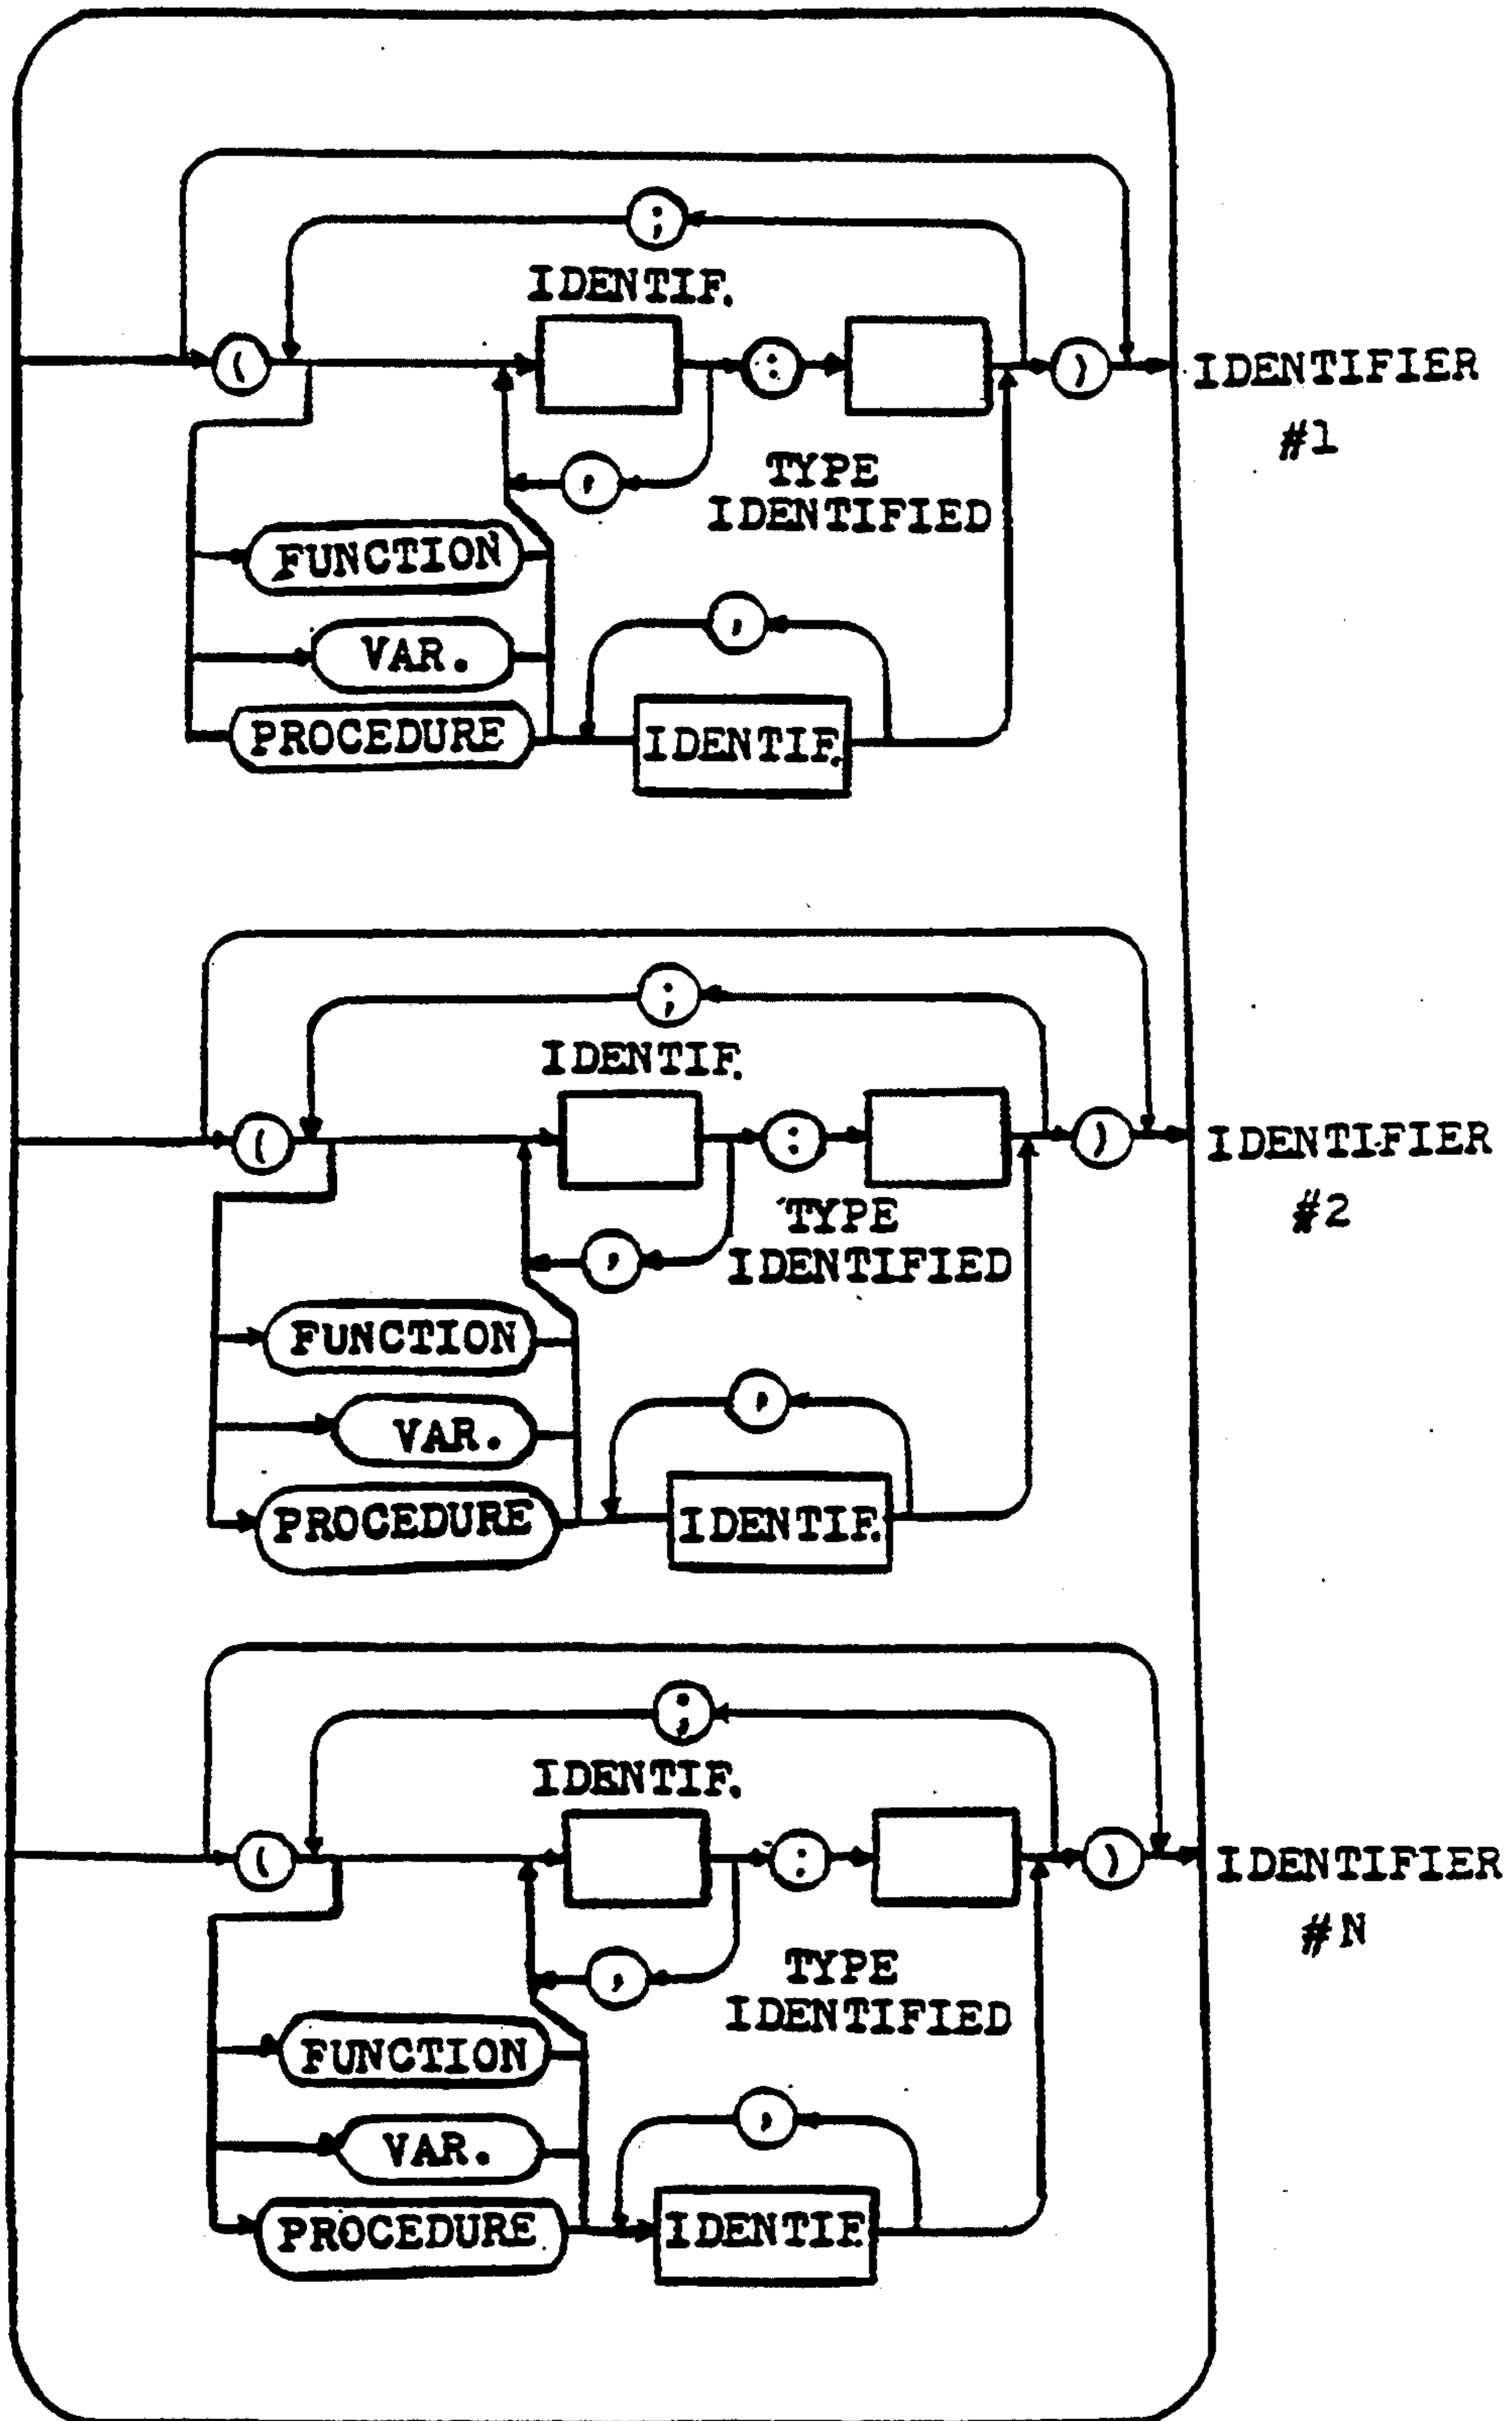 ;
IDENTIF.
( : ) IDENTIFIER
#1
, TYPE
IDENTIFIED
FUNCTION
,
VAR.
PROCEDURE IDENTIF.
;
IDENTIF.
( : ) IDENTIFIER
#2
, TYPE
IDENTIFIED
FUNCTION
,
VAR.
PROCEDURE IDENTIF.
;
IDENTIF.
( : ) IDENTIFIER
#N
, TYPE
IDENTIFIED
FUNCTION
,
VAR.
PROCEDURE IDENTIF.